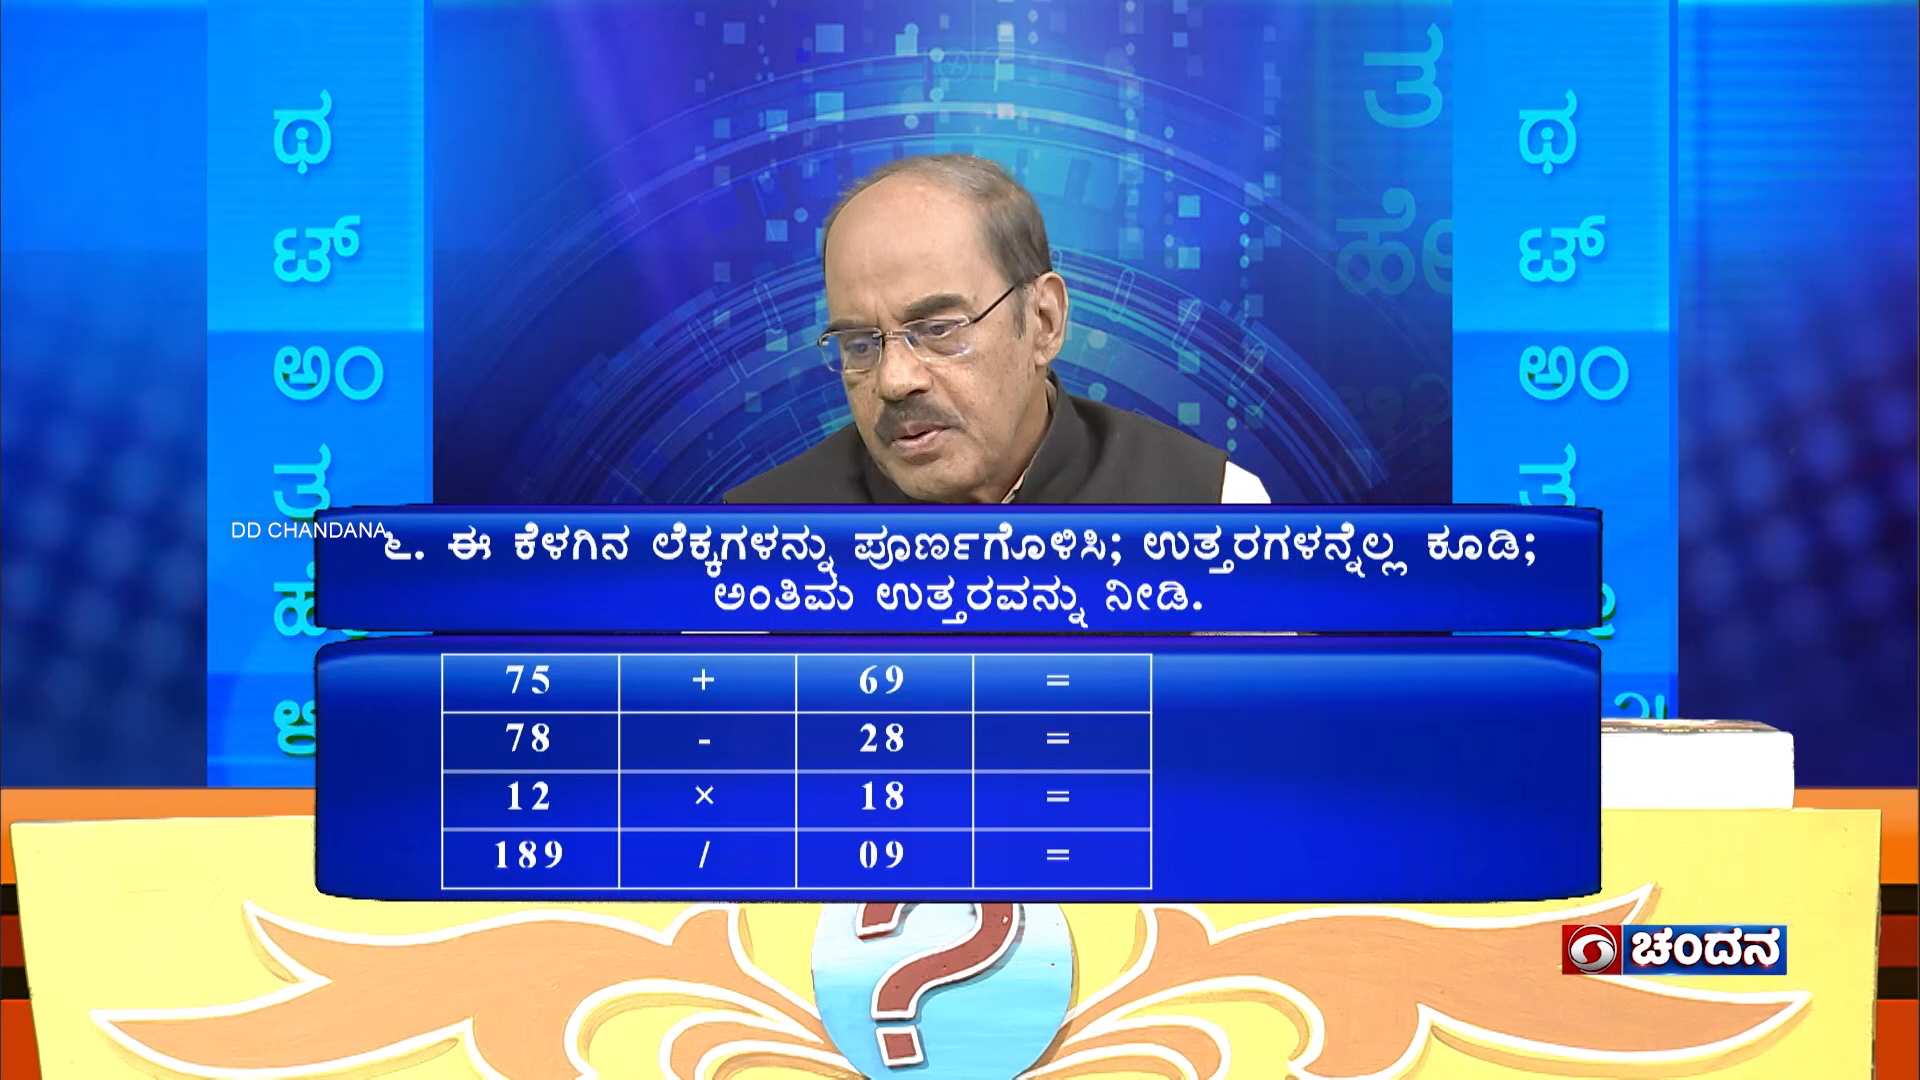 ಥ
ಟ್
ಅಂ
ತ
ಹೇ
ಥ
ಟ್
ಅಂ
DD CHANDANA
೬. ಈ ಕೆಳಗಿನ ಲೆಕ್ಕಗಳನ್ನು ಪೂರ್ಣಗೊಳಿಸಿ; ಉತ್ತರಗಳನ್ನೆಲ್ಲ ಕೂಡಿ;
ಅಂತಿಮ ಉತ್ತರವನ್ನು ನೀಡಿ.
75 + 69 =
78 - 28 =
12 × 18 =
189 / 09 =
?
ಚಂದನ